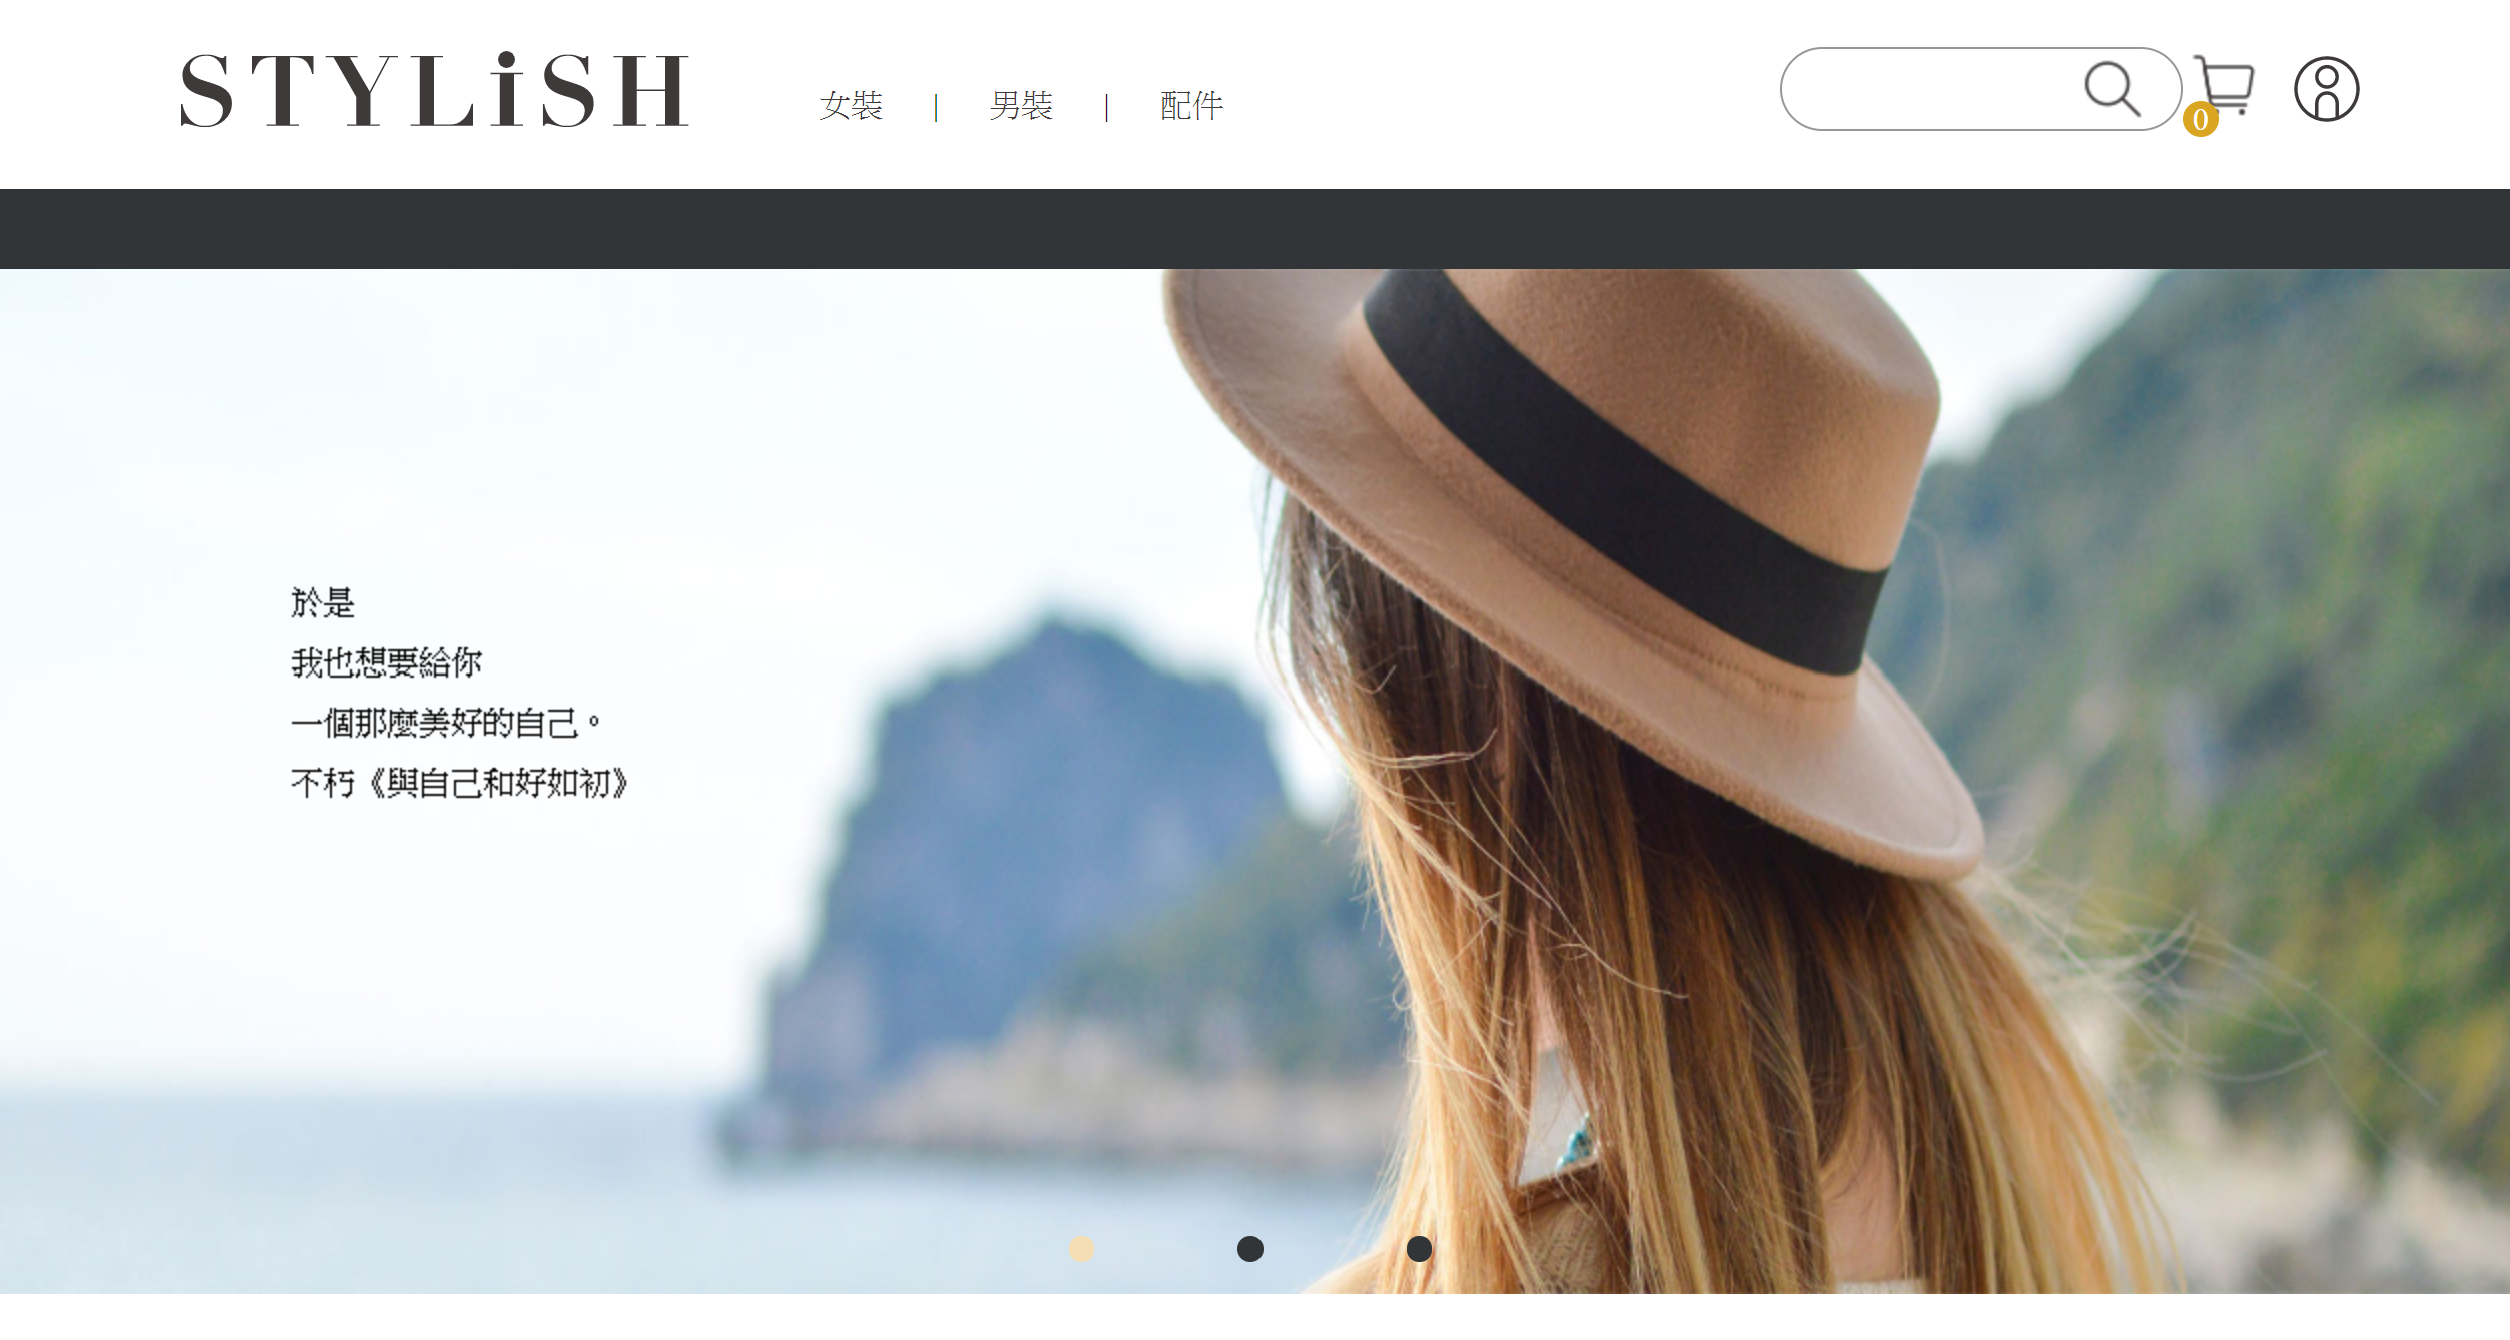 STYLiSH
女裝 | 男裝 | 配件
0
於是
我也想要給你
一個那麼美好的自己。
不朽《與自己和好如初》